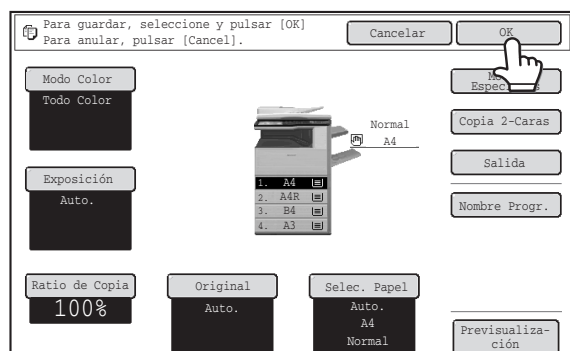 Para guardar, seleccione y pulsar [OK]
Para anular, pulsar [Cancel].
Cancelar
OK
Modo Color
Todo Color
Exposición
Auto.
Ratio de Copia
100%
Original
Auto.
Selec. Papel
Auto.
A4
Normal
Normal
A4
1. A4
2. A4R
3. B4
4. A3
Copia 2-Caras
Salida
Nombre Progr.
Previsualiza-
ción